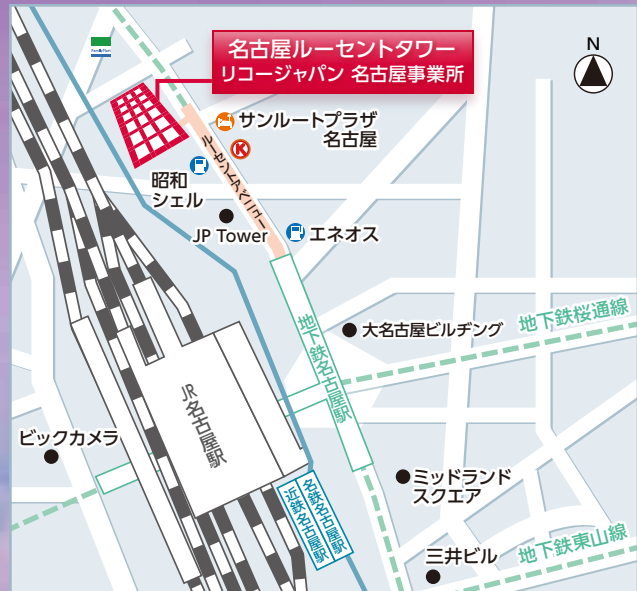 名古屋ルーセントタワー
リコージャパン 名古屋事業所
N
FamilyMart
サンルートプラザ
名古屋
K
ルーセントアベニュー
昭和
シェル
JP Tower
エネオス
地下鉄桜通線
大名古屋ビルヂング
地下鉄名古屋駅
JR名古屋駅
ビックカメラ
ミッドランド
スクエア
名鉄名古屋駅
近鉄名古屋駅
三井ビル
地下鉄東山線